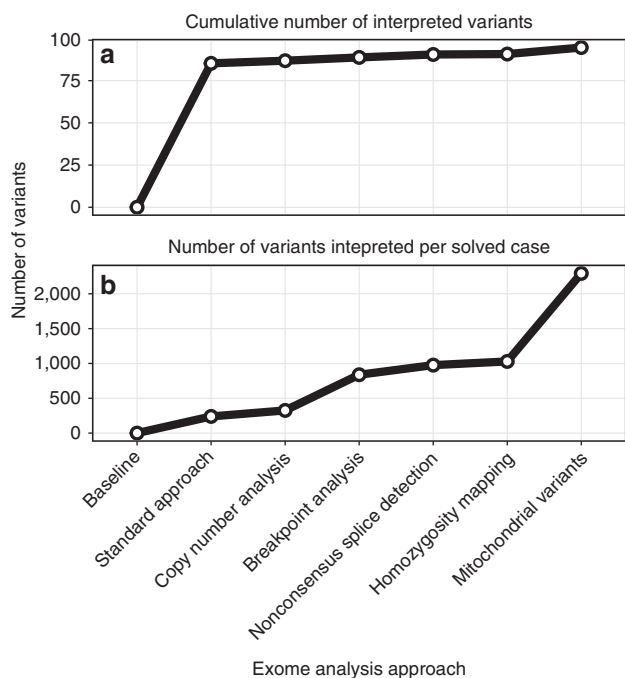 Cumulative number of interpreted variants
a
100
75
50
25
0
Number of variants
Number of variants intepreted per solved case
b
2,000
1,500
1,000
500
0
Baseline
Standard approach
Copy number analysis
Breakpoint analysis
Nonconsensus splice detection
Homozygosity mapping
Mitochondrial variants
Exome analysis approach